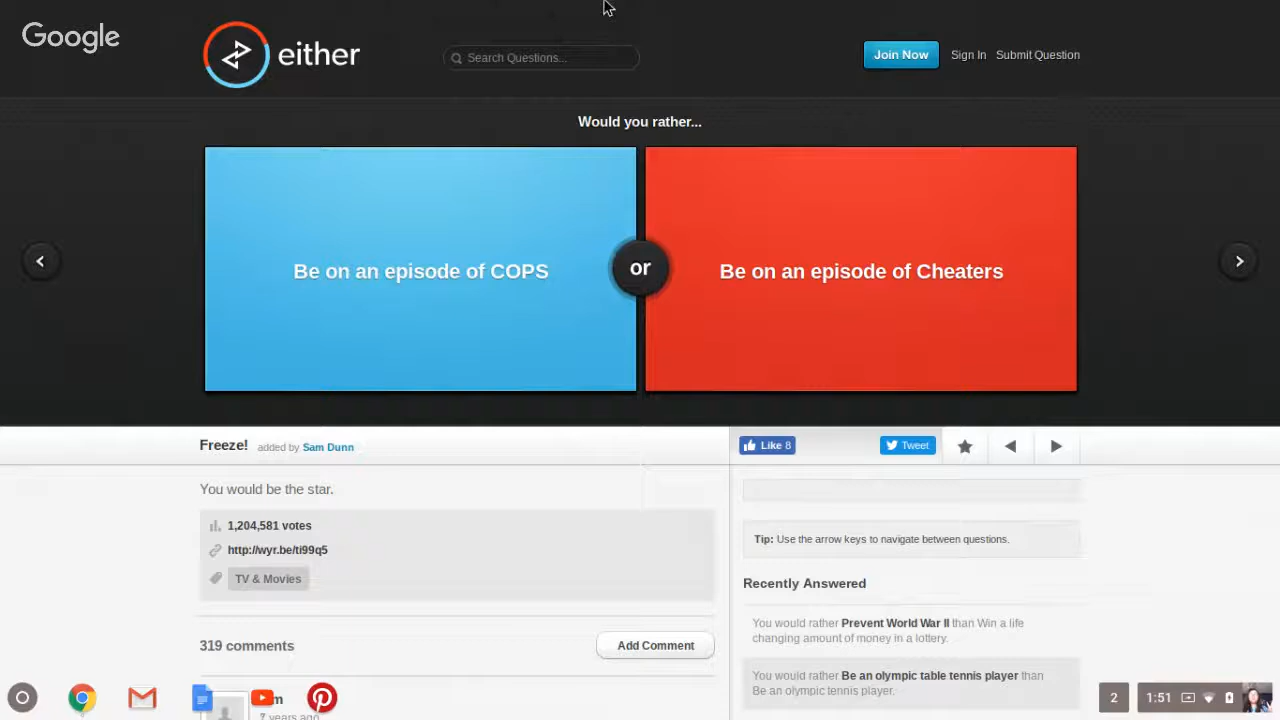 Google
either
Search Questions...
Join Now
Sign In
Submit Question
Would you rather...
Be on an episode of COPS
or
Be on an episode of Cheaters
Freeze! added by Sam Dunn
Like 8
Tweet
You would be the star.
1,204,581 votes
http://wyr.be/ti99q5
TV & Movies
Tip: Use the arrow keys to navigate between questions.
Recently Answered
You would rather Prevent World War II than Win a life
changing amount of money in a lottery.
You would rather Be an olympic table tennis player than
Be an olympic tennis player.
319 comments
Add Comment
7 years ago
2
1:51